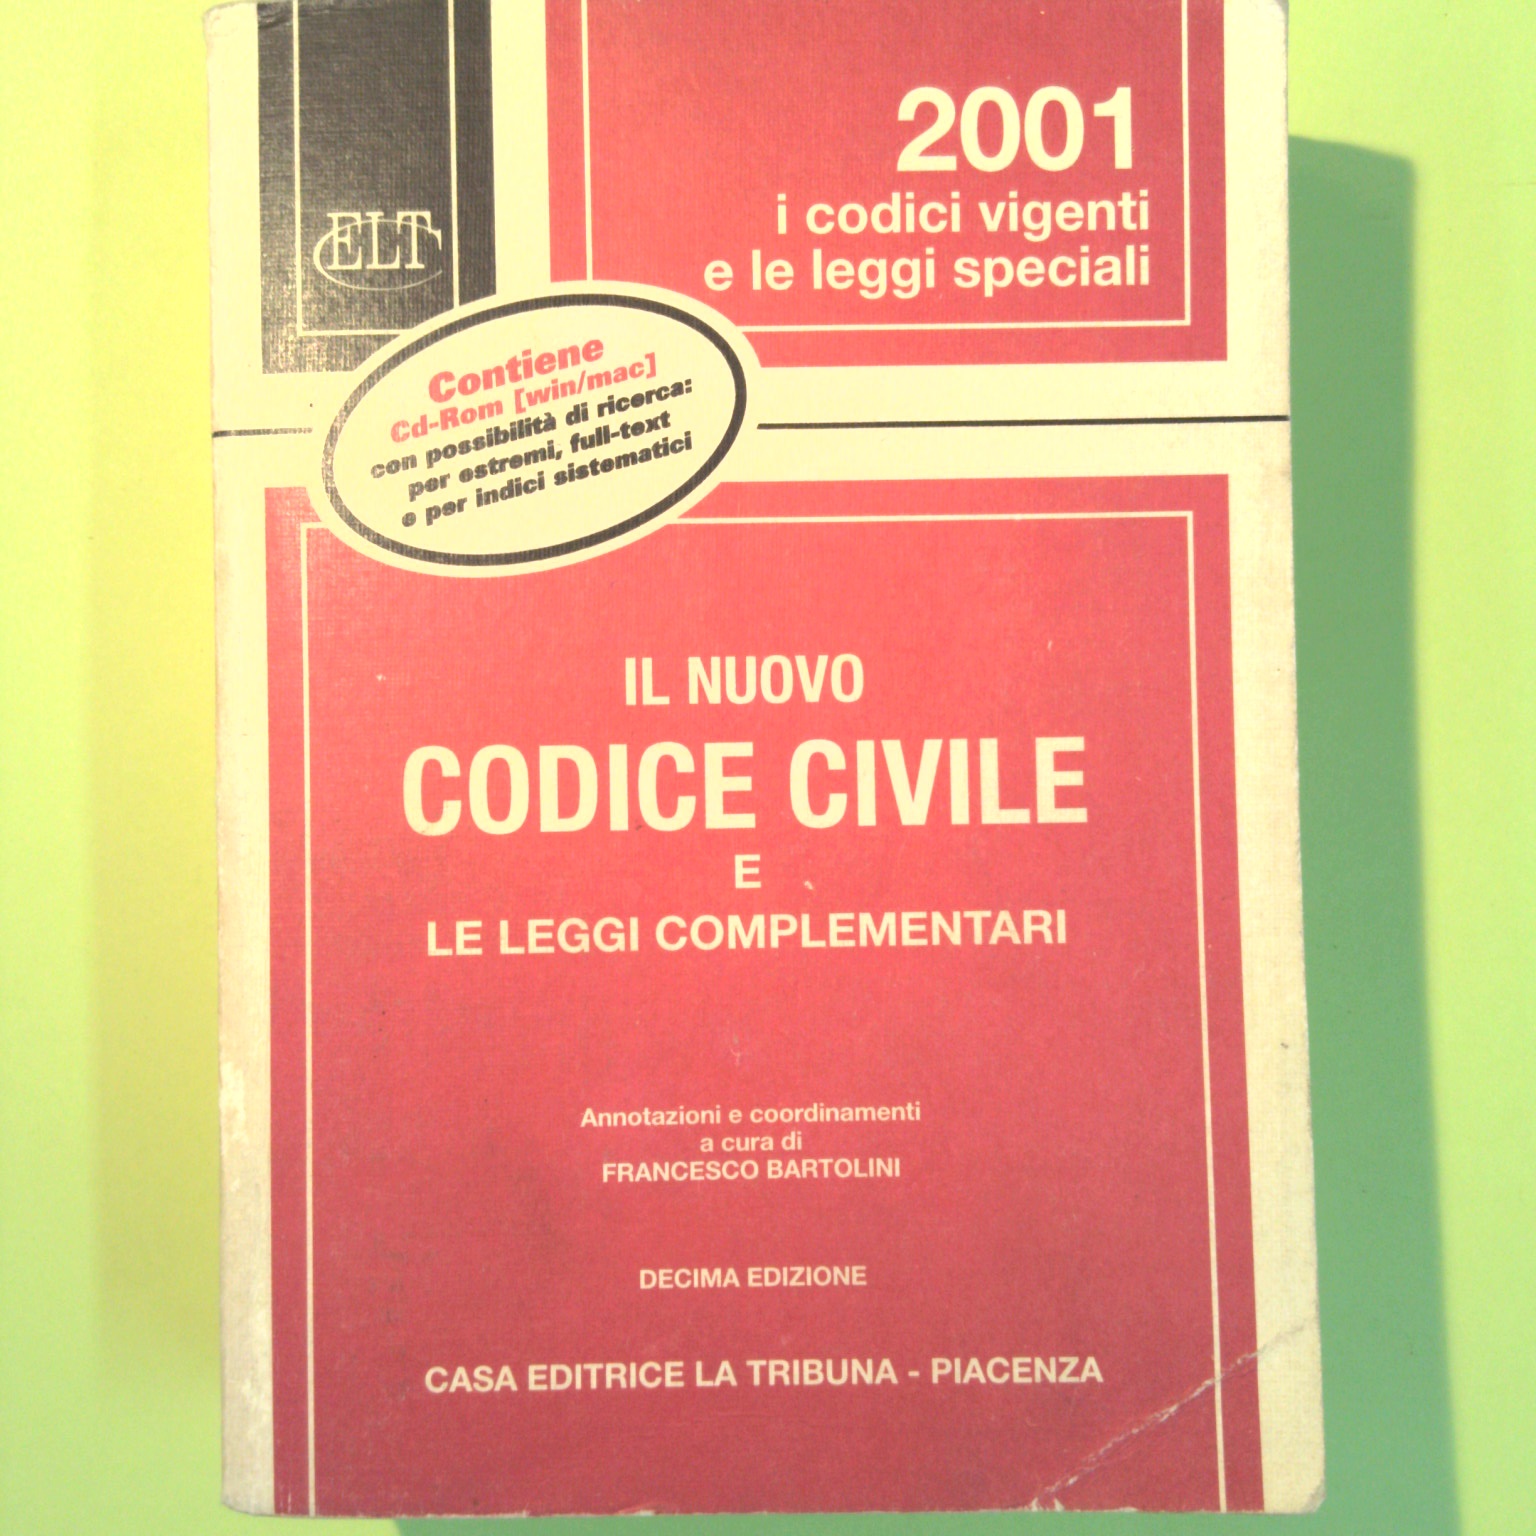 2001
i codici vigenti
e le leggi speciali
ELT
Contiene
Cd-Rom [win/mac]
con possibilità di ricerca:
per estremi, full-text
e per indici sistematici
IL NUOVO
CODICE CIVILE
E
LE LEGGI COMPLEMENTARI
Annotazioni e coordinamenti
a cura di
FRANCESCO BARTOLINI
DECIMA EDIZIONE
CASA EDITRICE LA TRIBUNA - PIACENZA